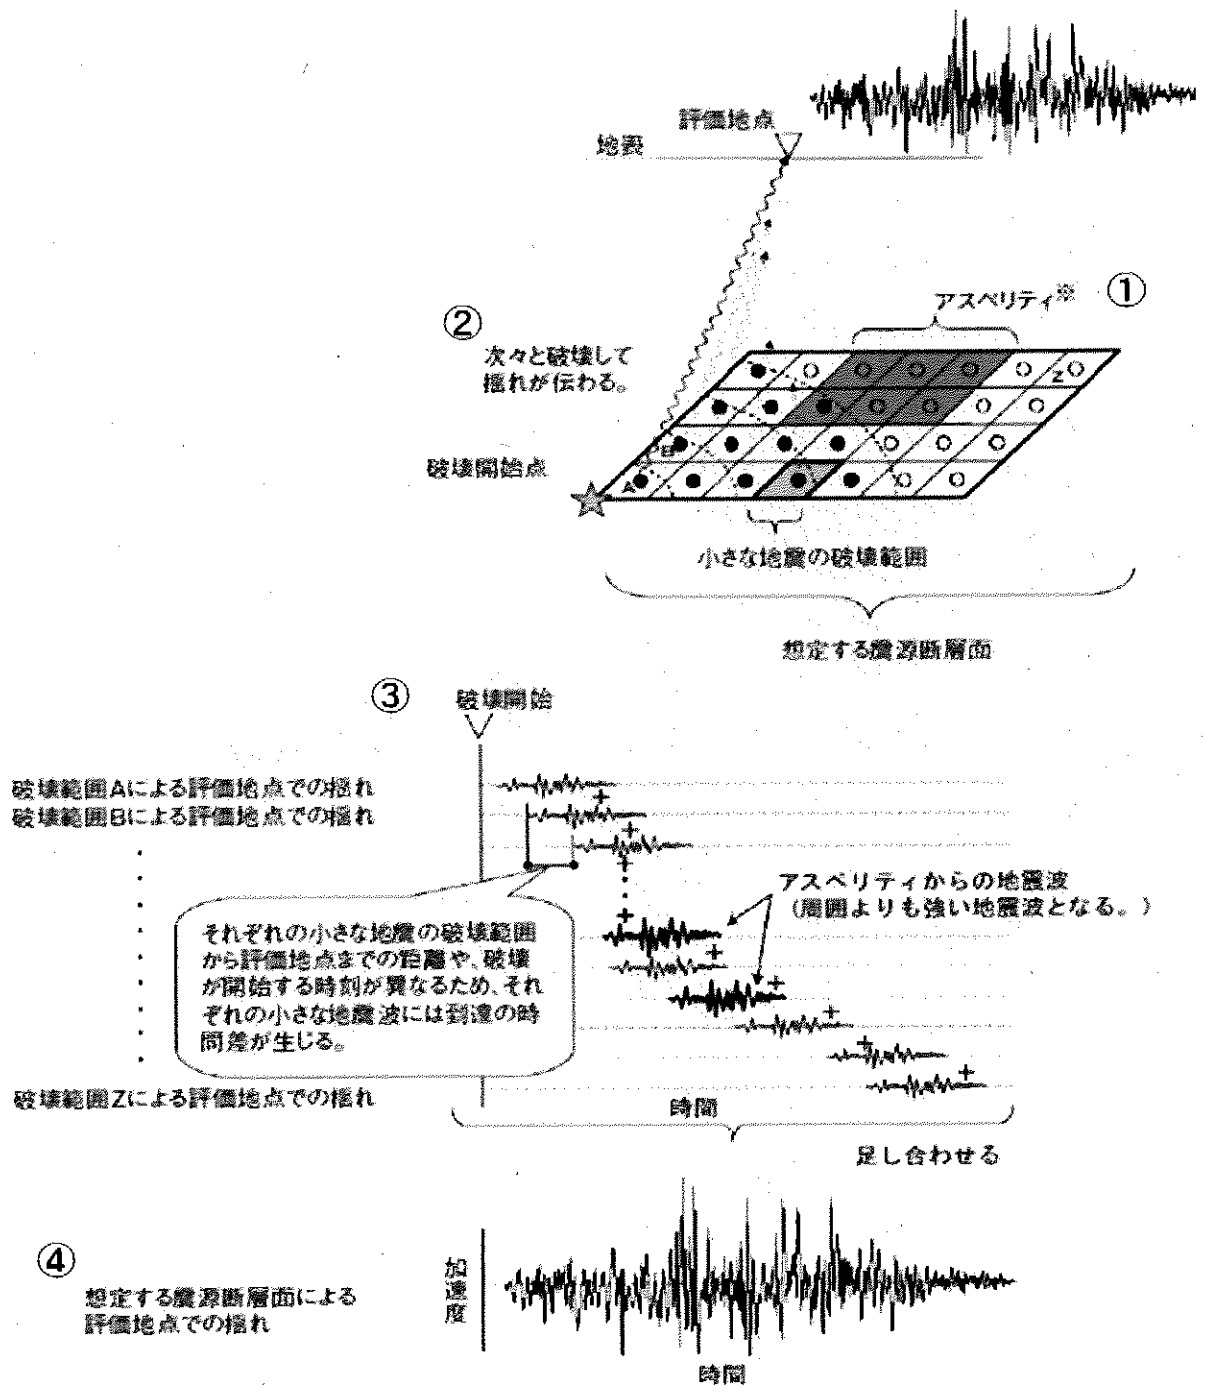 評価地点
地表
アスペリティ※
①
②
次々と破壊して
揺れが伝わる。
B
Z
破壊開始点
A
小さな地震の破壊範囲
想定する震源断層面
③
破壊開始
破壊範囲Aによる評価地点での揺れ
破壊範囲Bによる評価地点での揺れ
アスペリティからの地震波
(周囲よりも強い地震波となる。)
それぞれの小さな地震の破壊範囲
から評価地点までの距離や、破壊
が開始する時刻が異なるため、それ
ぞれの小さな地震波には到達の時
間差が生じる。
破壊範囲Zによる評価地点での揺れ
時間
足し合わせる
④
想定する震源断層面による
評価地点での揺れ
加速度
時間